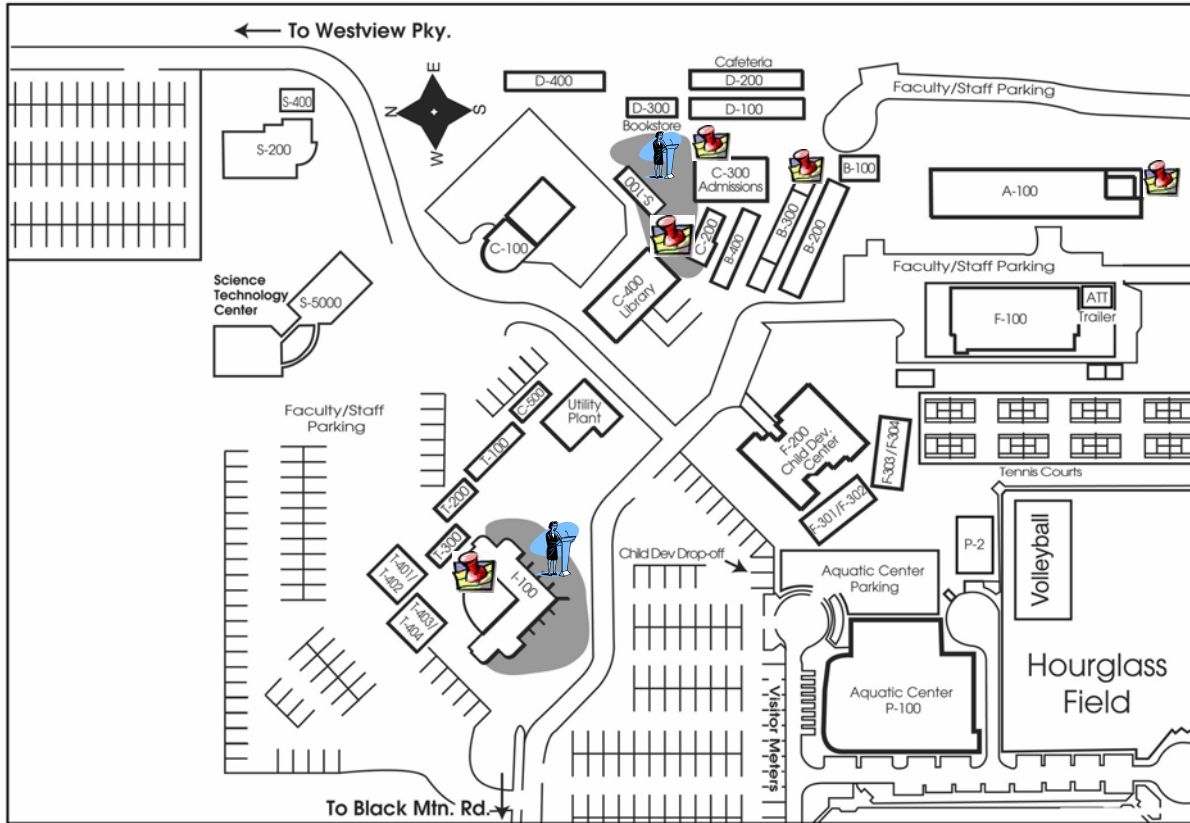 To Westview Pky.
E
N
S
W
S-400
S-200
D-400
Cafeteria
D-200
D-300
D-100
Bookstore
Faculty/Staff Parking
S-100
C-300
Admissions
B-100
A-100
C-100
C-200
B-400
B-300
B-200
C-400
Library
Faculty/Staff Parking
F-100
ATT
Trailer
Science
Technology
Center
S-5000
Faculty/Staff
Parking
C-500
Utility
Plant
T-100
T-200
T-300
T-401/
T-402
T-403/
T-404
I-100
F-200
Child Dev.
Center
F-303 / F-304
F-301/F-302
Tennis Courts
Child Dev Drop-off
Aquatic Center
Parking
P-2
Volleyball
Aquatic Center
P-100
Visitor Meters
Hourglass
Field
To Black Mtn. Rd.